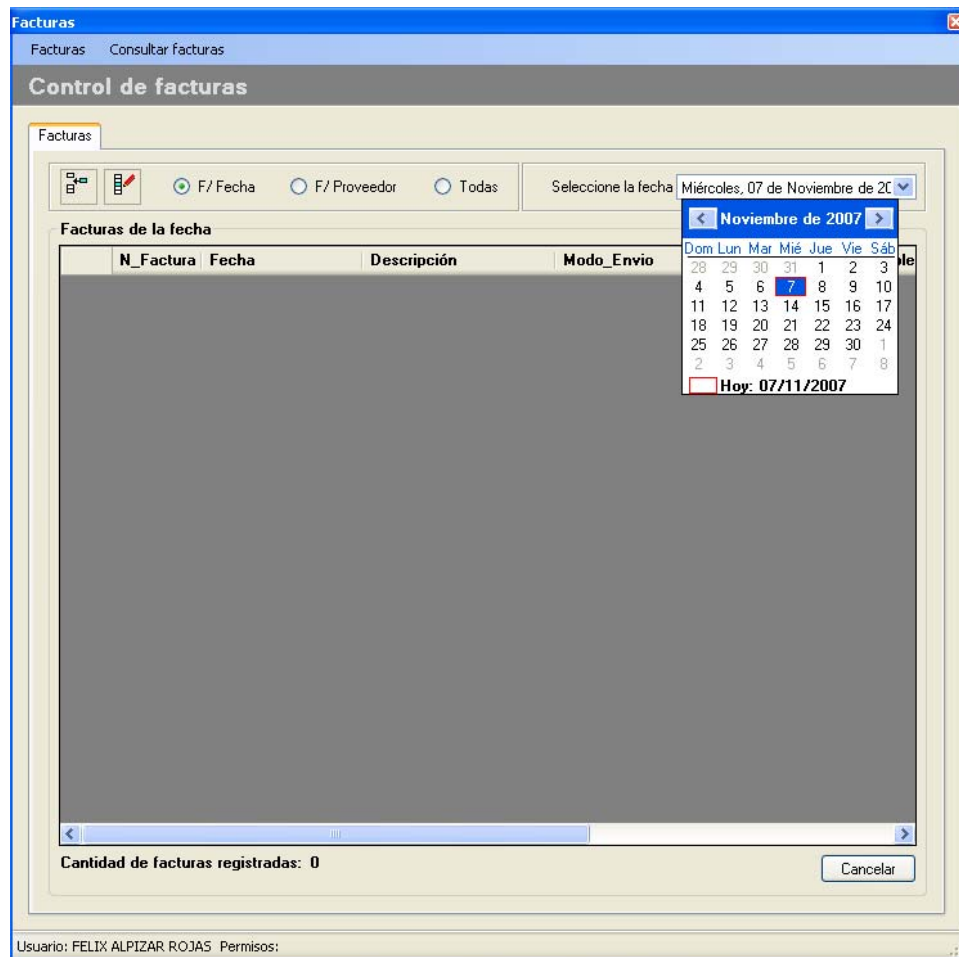 Facturas
Facturas Consultar facturas
Control de facturas
Facturas
F/ Fecha F/ Proveedor Todas Seleccione la fecha Miércoles, 07 de Noviembre de 20
Noviembre de 2007
Facturas de la fecha
Dom Lun Mar Mié Jue Vie Sáb
N_Factura Fecha Descripción Modo_Envio
28 29 30 31 1 2 3
4 5 6 7 8 9 10
11 12 13 14 15 16 17
18 19 20 21 22 23 24
25 26 27 28 29 30 1
2 3 4 5 6 7 8
Hoy: 07/11/2007
Cantidad de facturas registradas: 0
Cancelar
Usuario: FELIX ALPIZAR ROJAS Permisos: